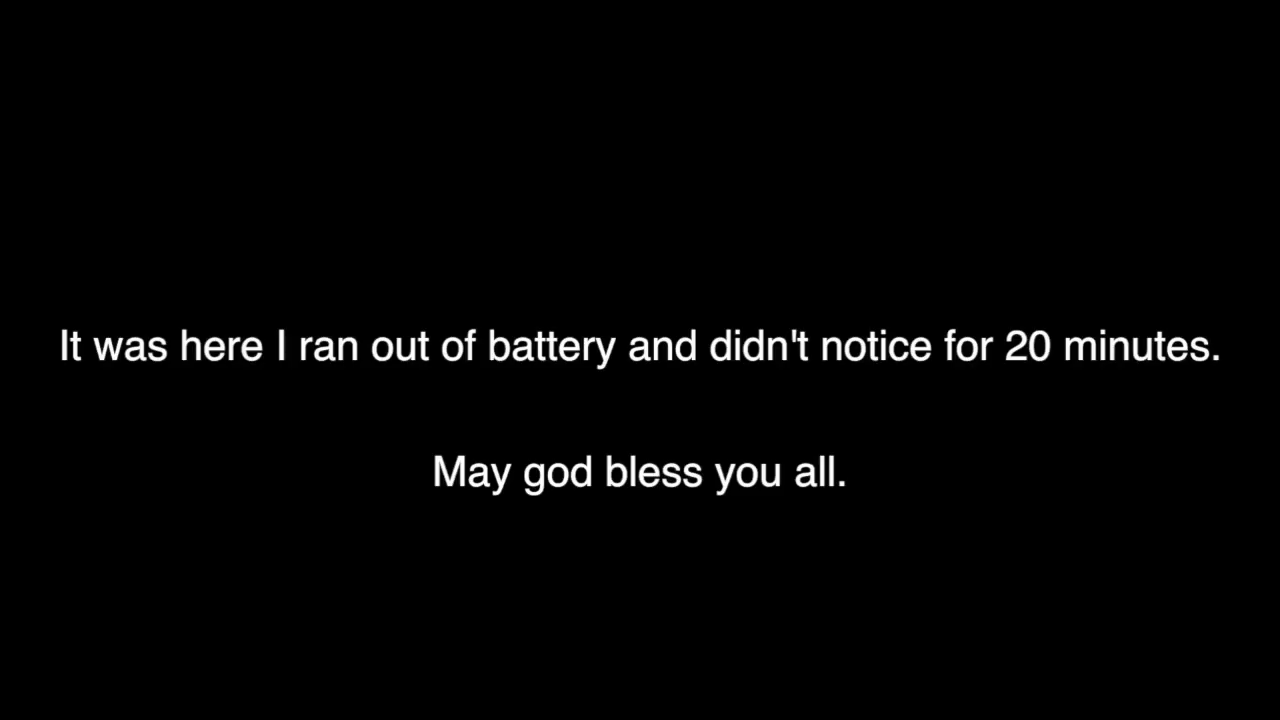 It was here I ran out of battery and didn't notice for 20 minutes.
May god bless you all.